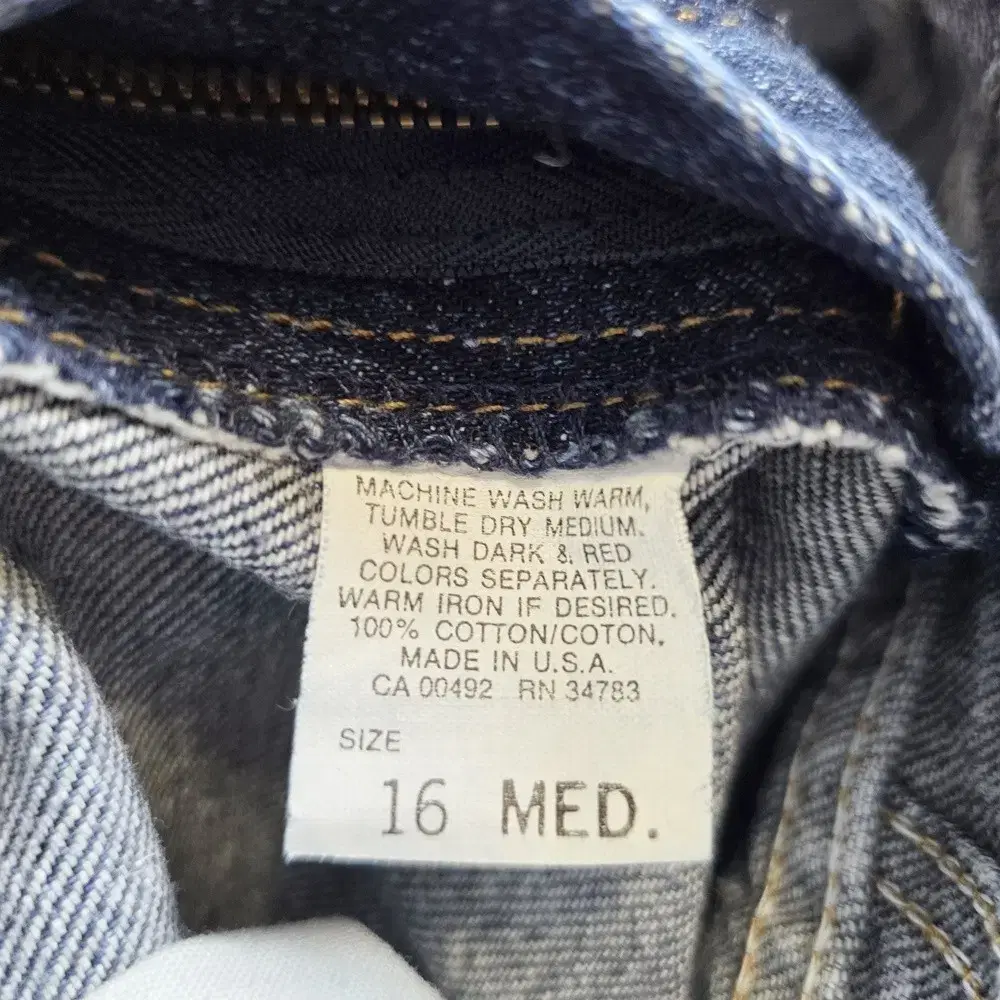 MACHINE WASH WARM,
TUMBLE DRY MEDIUM.
WASH DARK & RED
COLORS SEPARATELY.
WARM IRON IF DESIRED.
100% COTTON/COTON.
MADE IN U.S.A.
CA 00492 RN 34783
SIZE
16 MED.